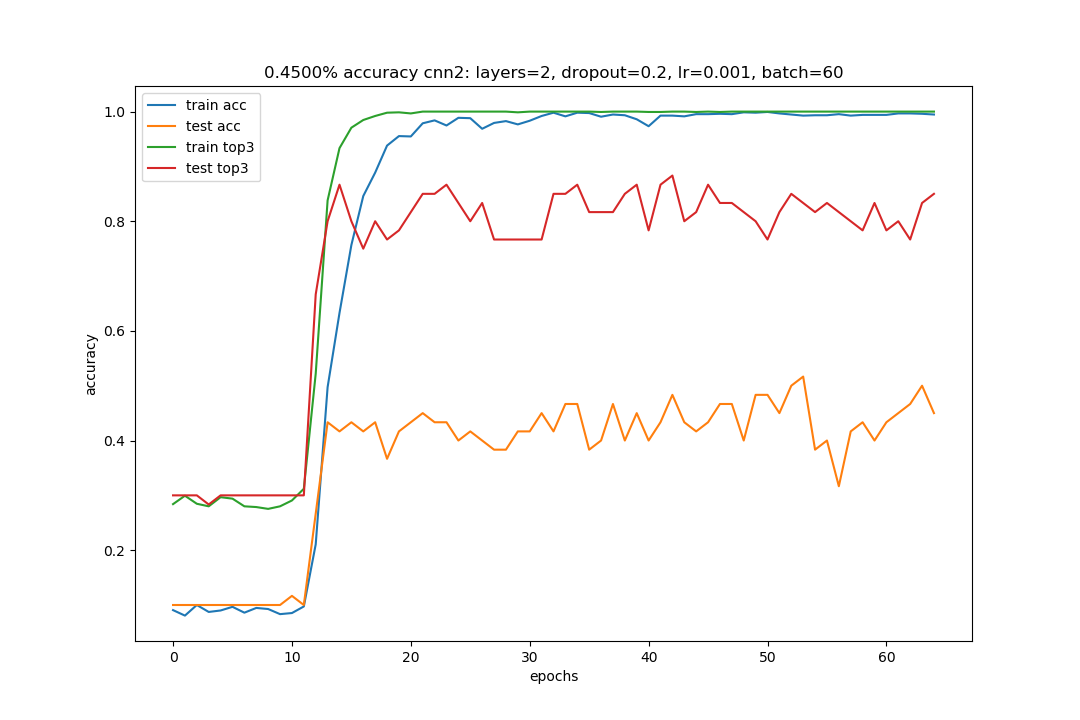 0.4500% accuracy cnn2: layers=2, dropout=0.2, lr=0.001, batch=60
train acc
test acc
train top3
test top3
1.0
0.8
0.6
0.4
0.2
accuracy
0 10 20 30 40 50 60
epochs